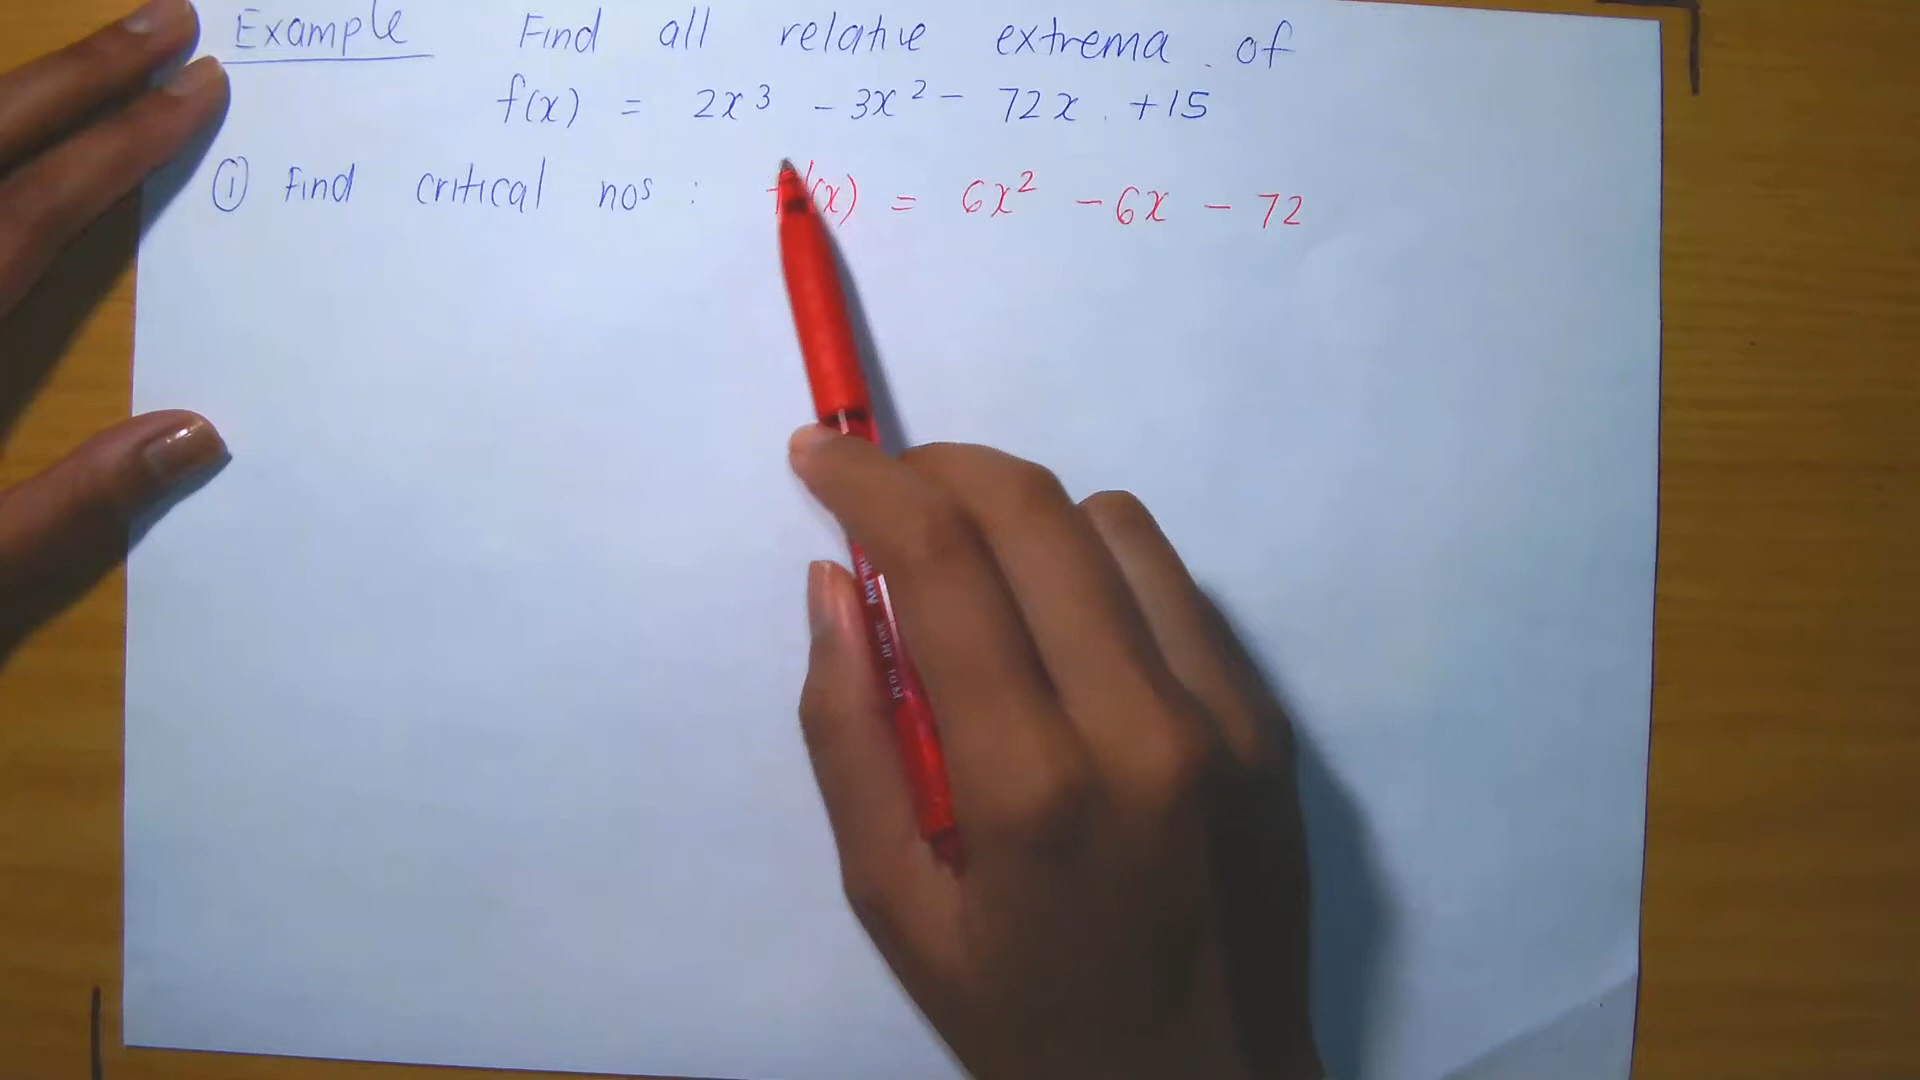 Example Find all relative extrema of
f(x) = 2x³ - 3x² - 72x + 15
① Find critical nos : f'(x) = 6x² - 6x - 72